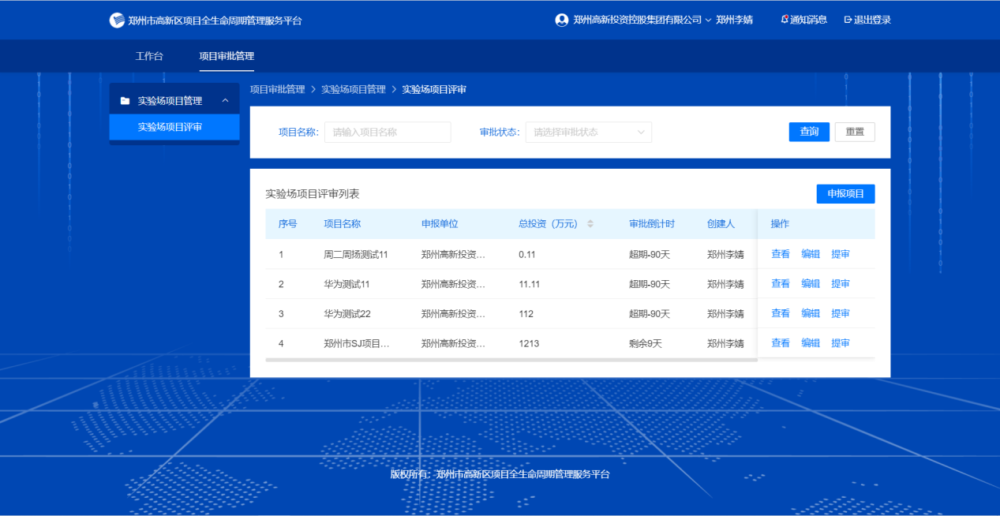 郑州市高新区项目全生命周期管理服务平台 郑州高新投资控股集团有限公司 郑州李婧 通知消息 退出登录
工作台 项目审批管理
项目审批管理 > 实验场项目管理 > 实验场项目评审
实验场项目管理
实验场项目评审
项目名称: 请输入项目名称 审批状态: 请选择审批状态 查询 重置
实验场项目评审列表 申报项目
序号 项目名称 申报单位 总投资（万元） 审批倒计时 创建人 操作
1 周二周扬测试11 郑州高新投资... 0.11 超期-90天 郑州李婧 查看 编辑 提审
2 华为测试11 郑州高新投资... 11.11 超期-90天 郑州李婧 查看 编辑 提审
3 华为测试22 郑州高新投资... 112 超期-90天 郑州李婧 查看 编辑 提审
4 郑州市SJ项目... 郑州高新投资... 1213 剩余9天 郑州李婧 查看 编辑 提审
版权所有：郑州市高新区项目全生命周期管理服务平台